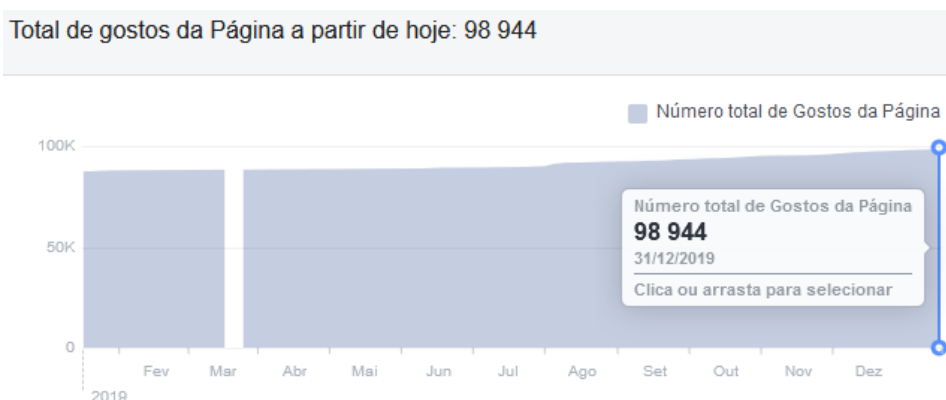 Total de gostos da Página a partir de hoje: 98 944
Número total de Gostos da Página
100K
50K
0
Número total de Gostos da Página
98 944
31/12/2019
Clica ou arrasta para selecionar
Fev Mar Abr Mai Jun Jul Ago Set Out Nov Dez
2019